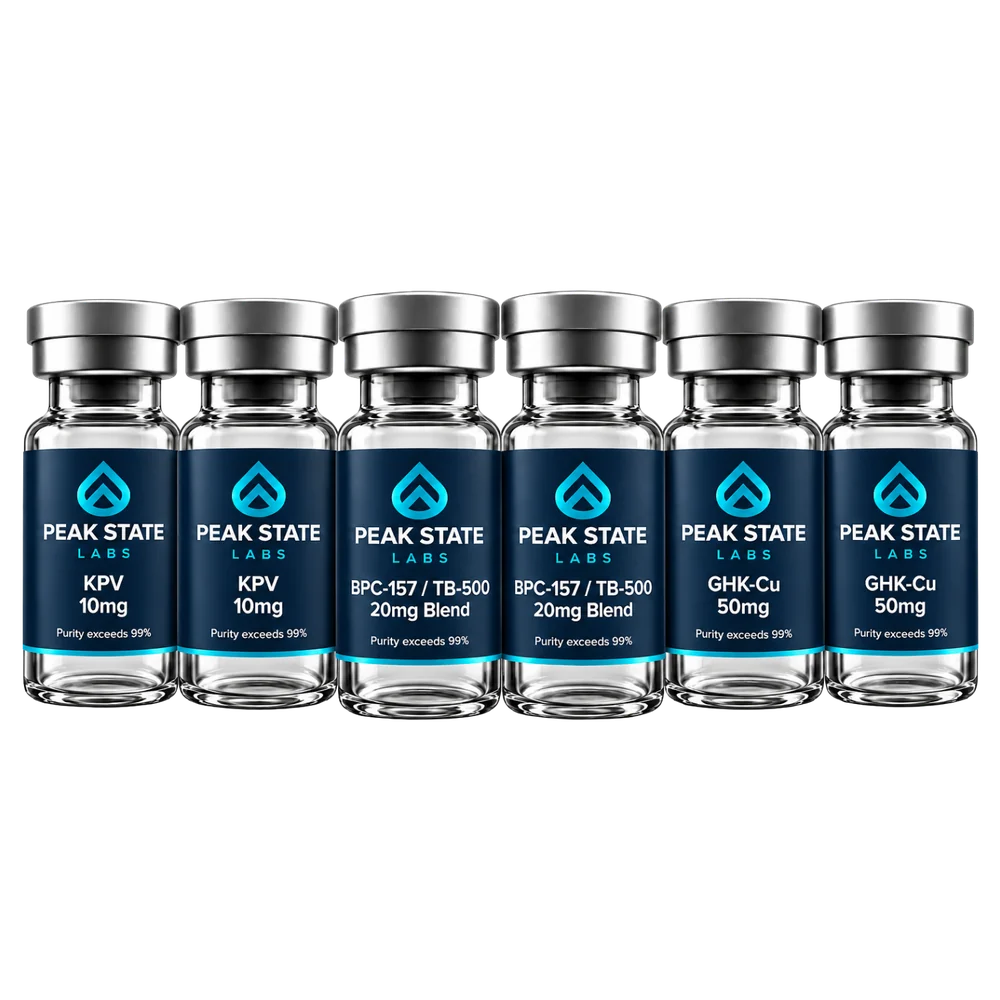 PEAK STATE
LABS
KPV
10mg
Purity exceeds 99%
PEAK STATE
LABS
KPV
10mg
Purity exceeds 99%
PEAK STATE
LABS
BPC-157 / TB-500
20mg Blend
Purity exceeds 99%
PEAK STATE
LABS
BPC-157 / TB-500
20mg Blend
Purity exceeds 99%
PEAK STATE
LABS
GHK-Cu
50mg
Purity exceeds 99%
PEAK STATE
LABS
GHK-Cu
50mg
Purity exceeds 99%